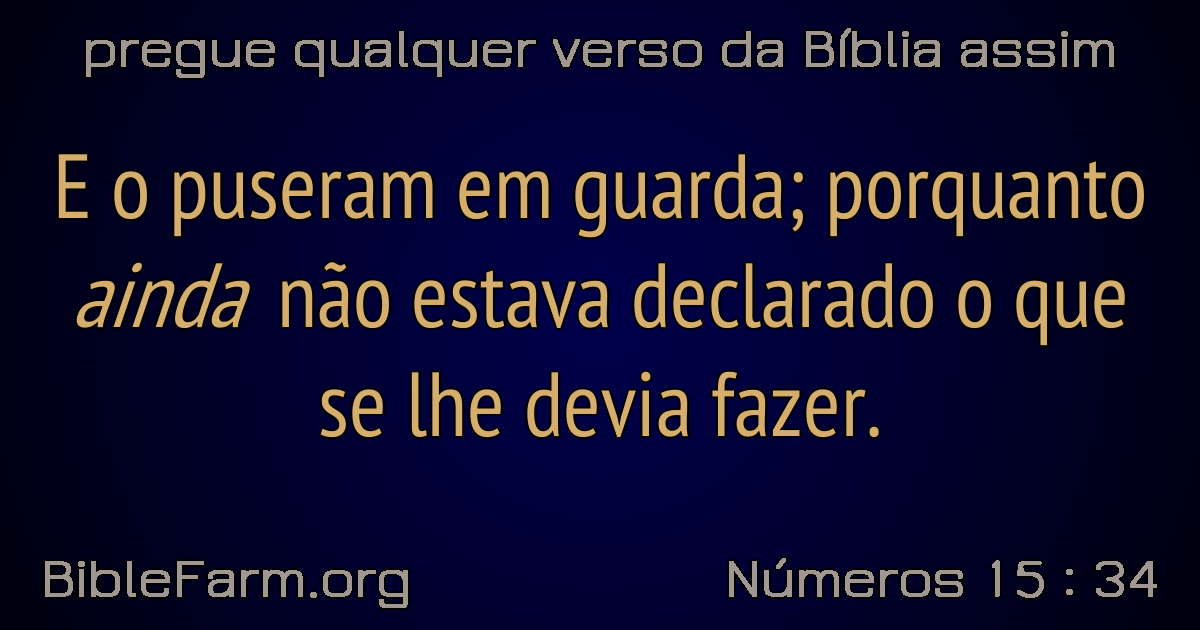 pregue qualquer verso da Bíblia assim
E o puseram em guarda; porquanto
ainda não estava declarado o que
se lhe devia fazer.
BibleFarm.org
Números 15 : 34